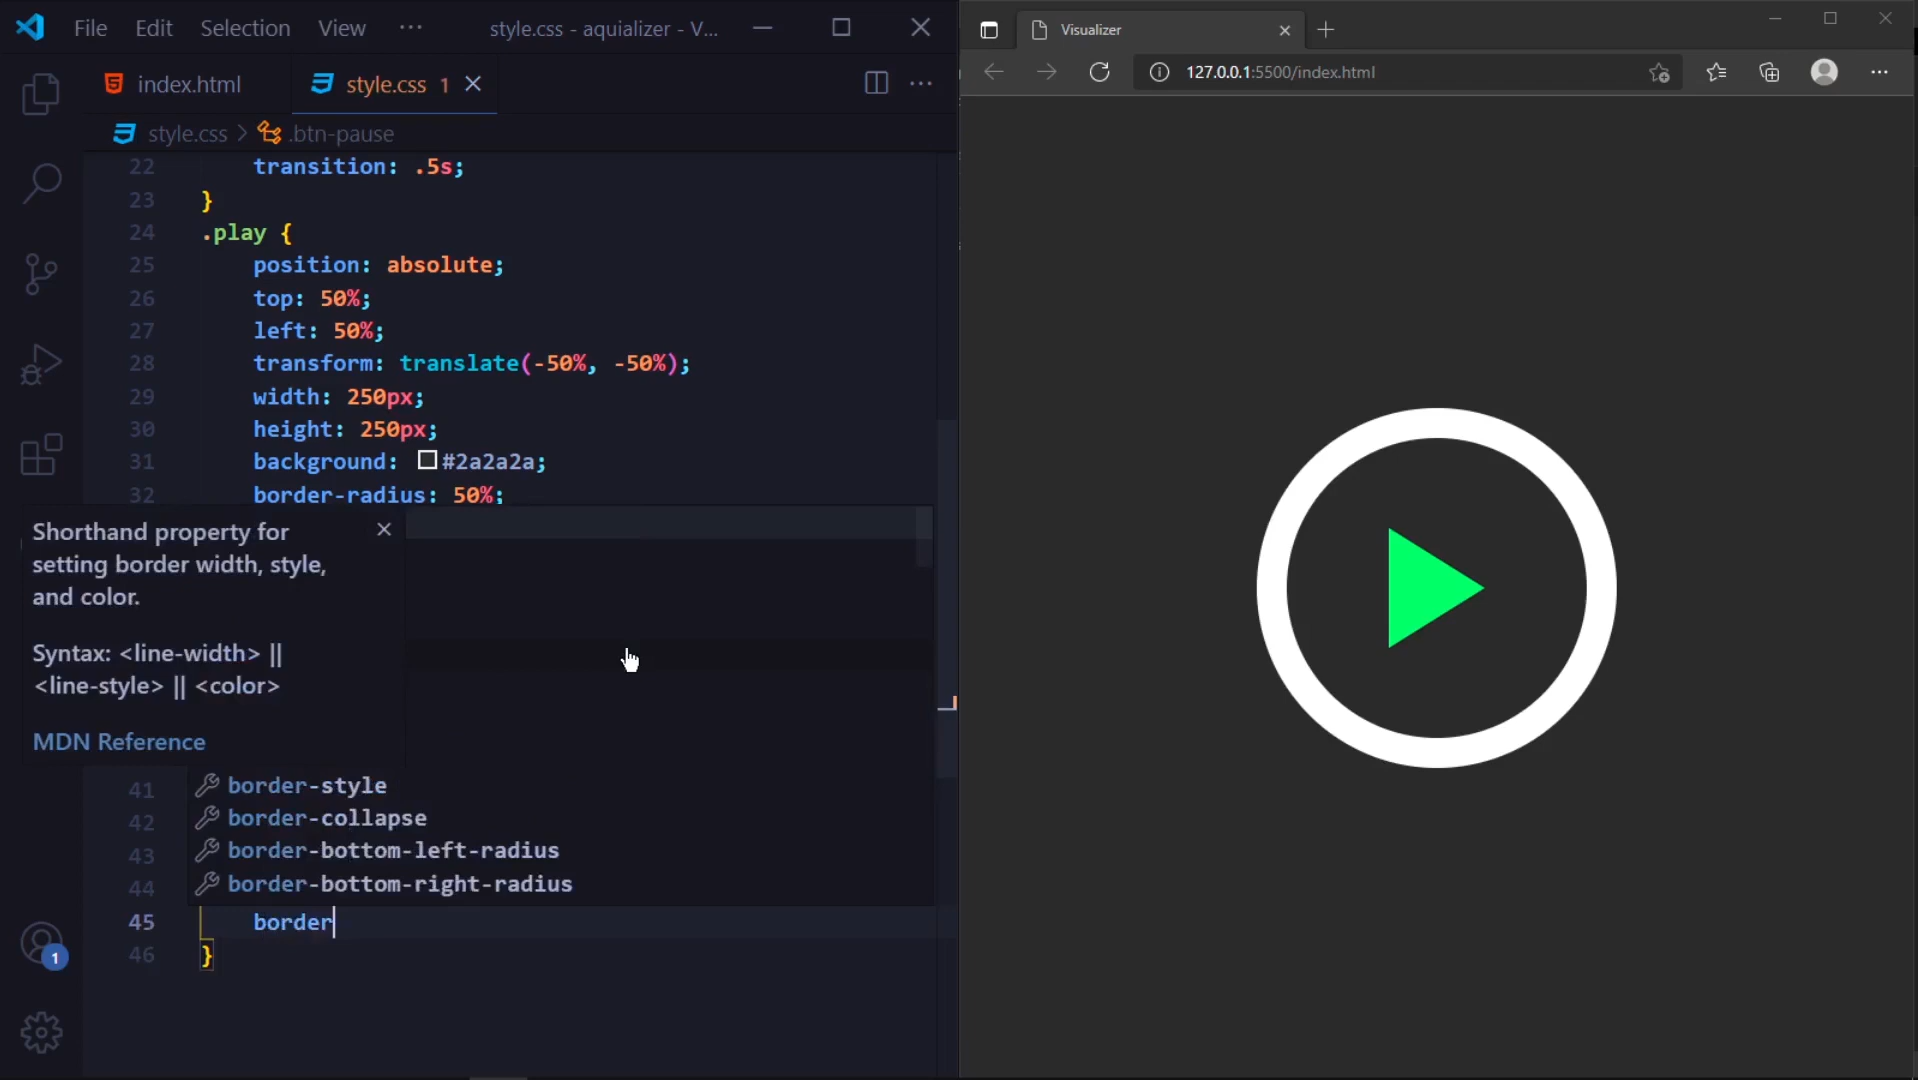 File Edit Selection View ··· style.css - aquializer - V...
index.html style.css 1
style.css > .btn-pause
22 transition: .5s;
23 }
24 .play {
25 position: absolute;
26 top: 50%;
27 left: 50%;
28 transform: translate(-50%, -50%);
29 width: 250px;
30 height: 250px;
31 background: #2a2a2a;
32 border-radius: 50%;
Shorthand property for
setting border width, style,
and color.
Syntax: <line-width> ||
<line-style> || <color>
MDN Reference
41 border-style
42 border-collapse
43 border-bottom-left-radius
44 border-bottom-right-radius
45 border
46 }
1
Visualizer
127.0.0.1:5500/index.html